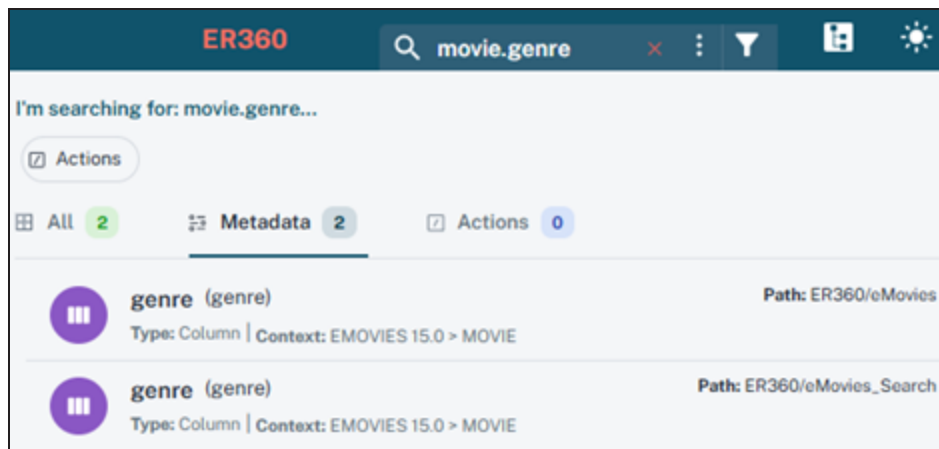 ER360 movie.genre
I'm searching for: movie.genre...
Actions
All 2 Metadata 2 Actions 0
genre (genre) Path: ER360/eMovies
Type: Column | Context: EMOVIES 15.0 > MOVIE
genre (genre) Path: ER360/eMovies_Search
Type: Column | Context: EMOVIES 15.0 > MOVIE